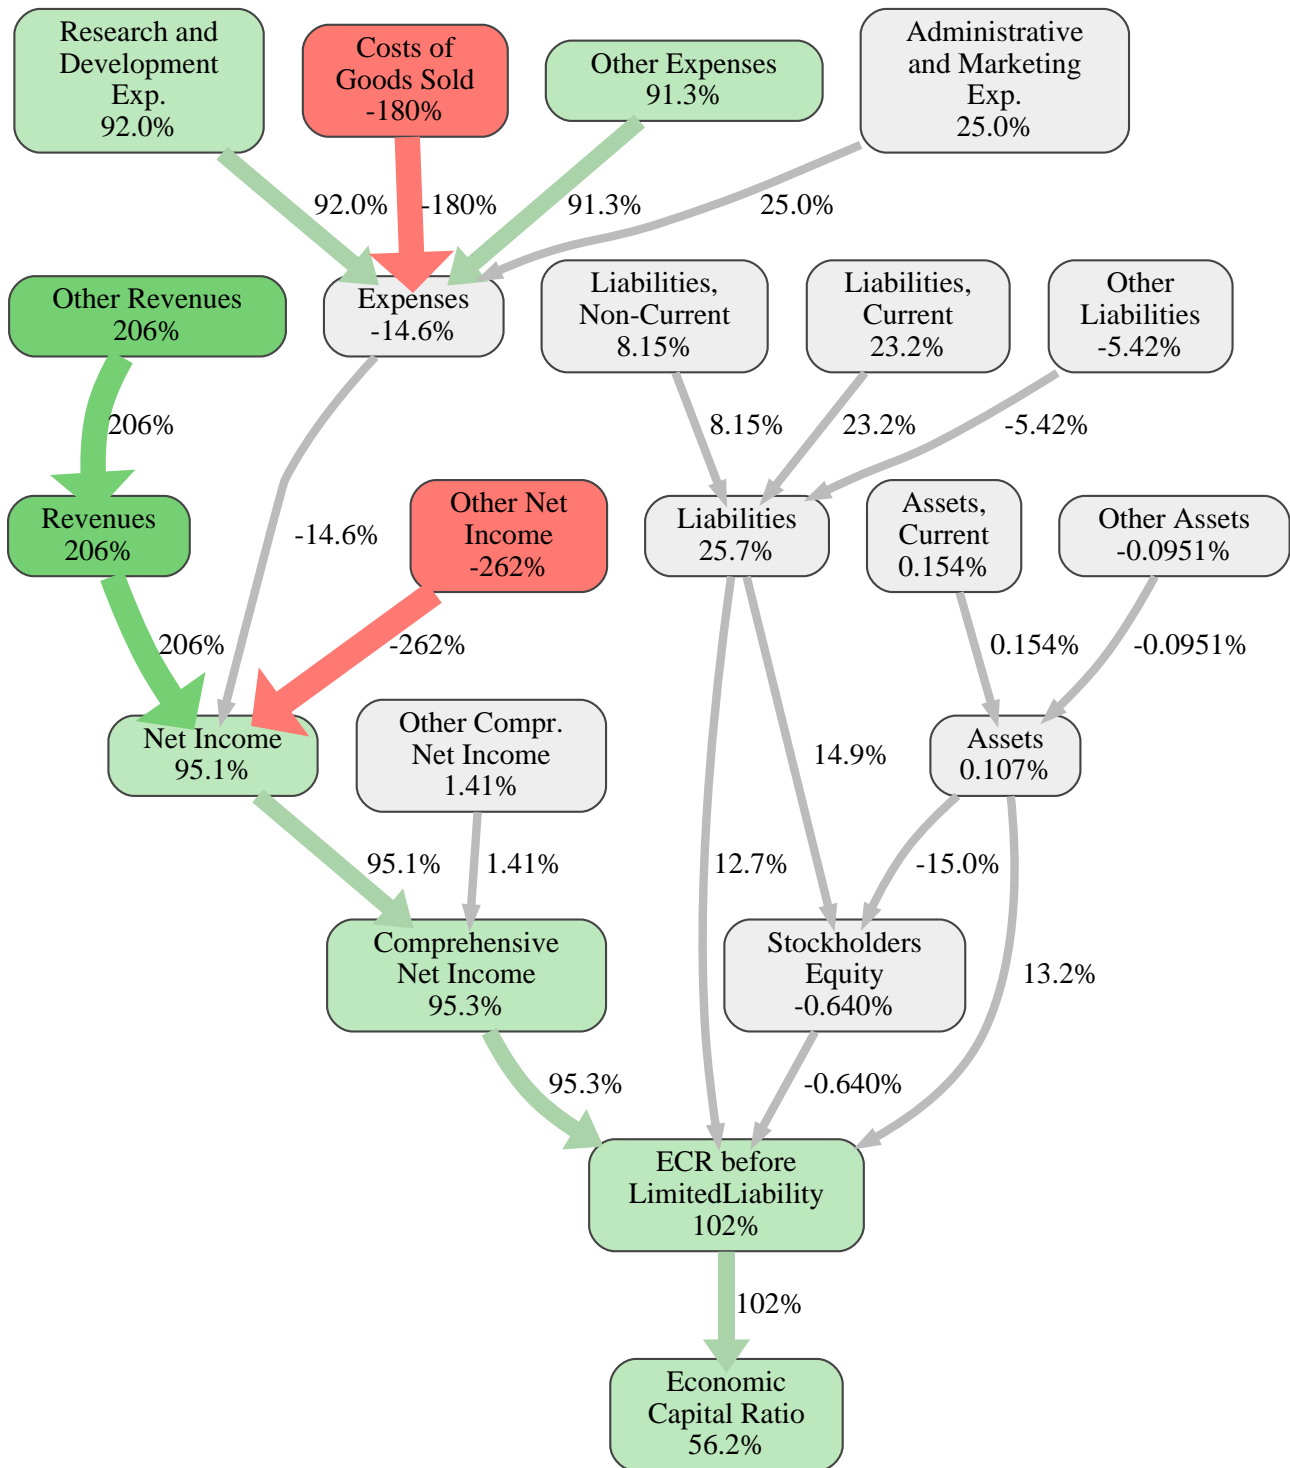 Research and
Development
Exp.
92.0%
Costs of
Goods Sold
-180%
Other Expenses
91.3%
Administrative
and Marketing
Exp.
25.0%
92.0%
-180%
91.3%
25.0%
Other Revenues
206%
Expenses
-14.6%
Liabilities,
Non-Current
8.15%
Liabilities,
Current
23.2%
Other
Liabilities
-5.42%
206%
8.15%
23.2%
-5.42%
Revenues
206%
-14.6%
Other Net
Income
-262%
Liabilities
25.7%
Assets,
Current
0.154%
Other Assets
-0.0951%
206%
-262%
0.154%
-0.0951%
Net Income
95.1%
Other Compr.
Net Income
1.41%
14.9%
Assets
0.107%
95.1%
1.41%
12.7%
-15.0%
Comprehensive
Net Income
95.3%
Stockholders
Equity
-0.640%
13.2%
95.3%
-0.640%
ECR before
LimitedLiability
102%
102%
Economic
Capital Ratio
56.2%